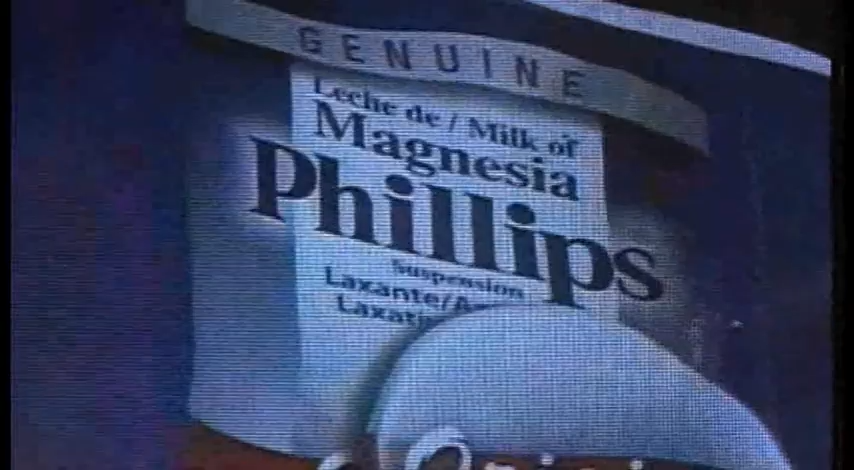 GENUINE
Leche de / Milk of
Magnesia
Phillips
Suspension
Laxante/